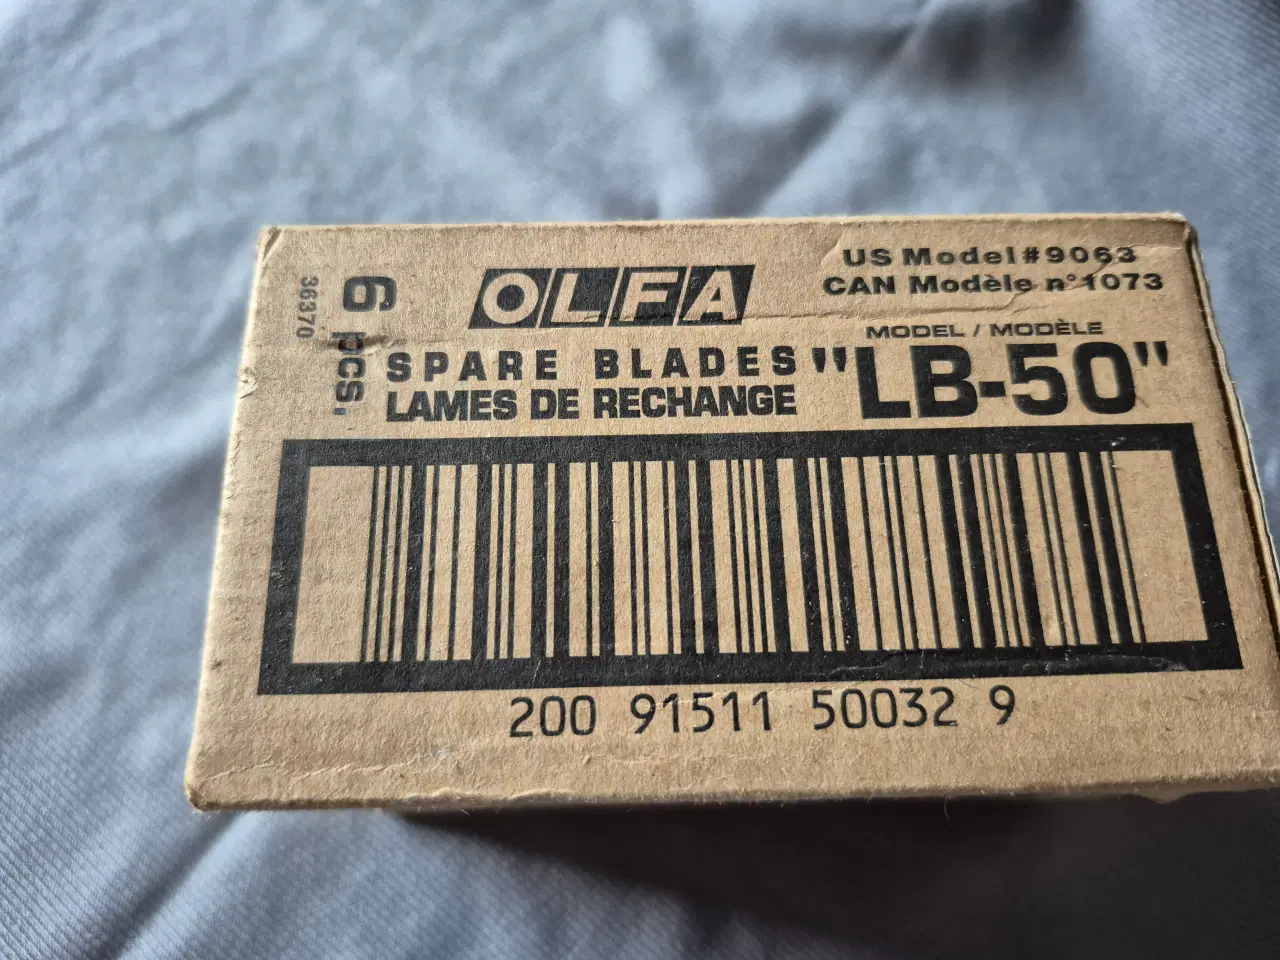 36370
6 pcs.
OLFA
SPARE BLADES
LAMES DE RECHANGE
US Model#9063
CAN Modèle n°1073
MODEL / MODÈLE
"LB-50"
200 91511 50032 9